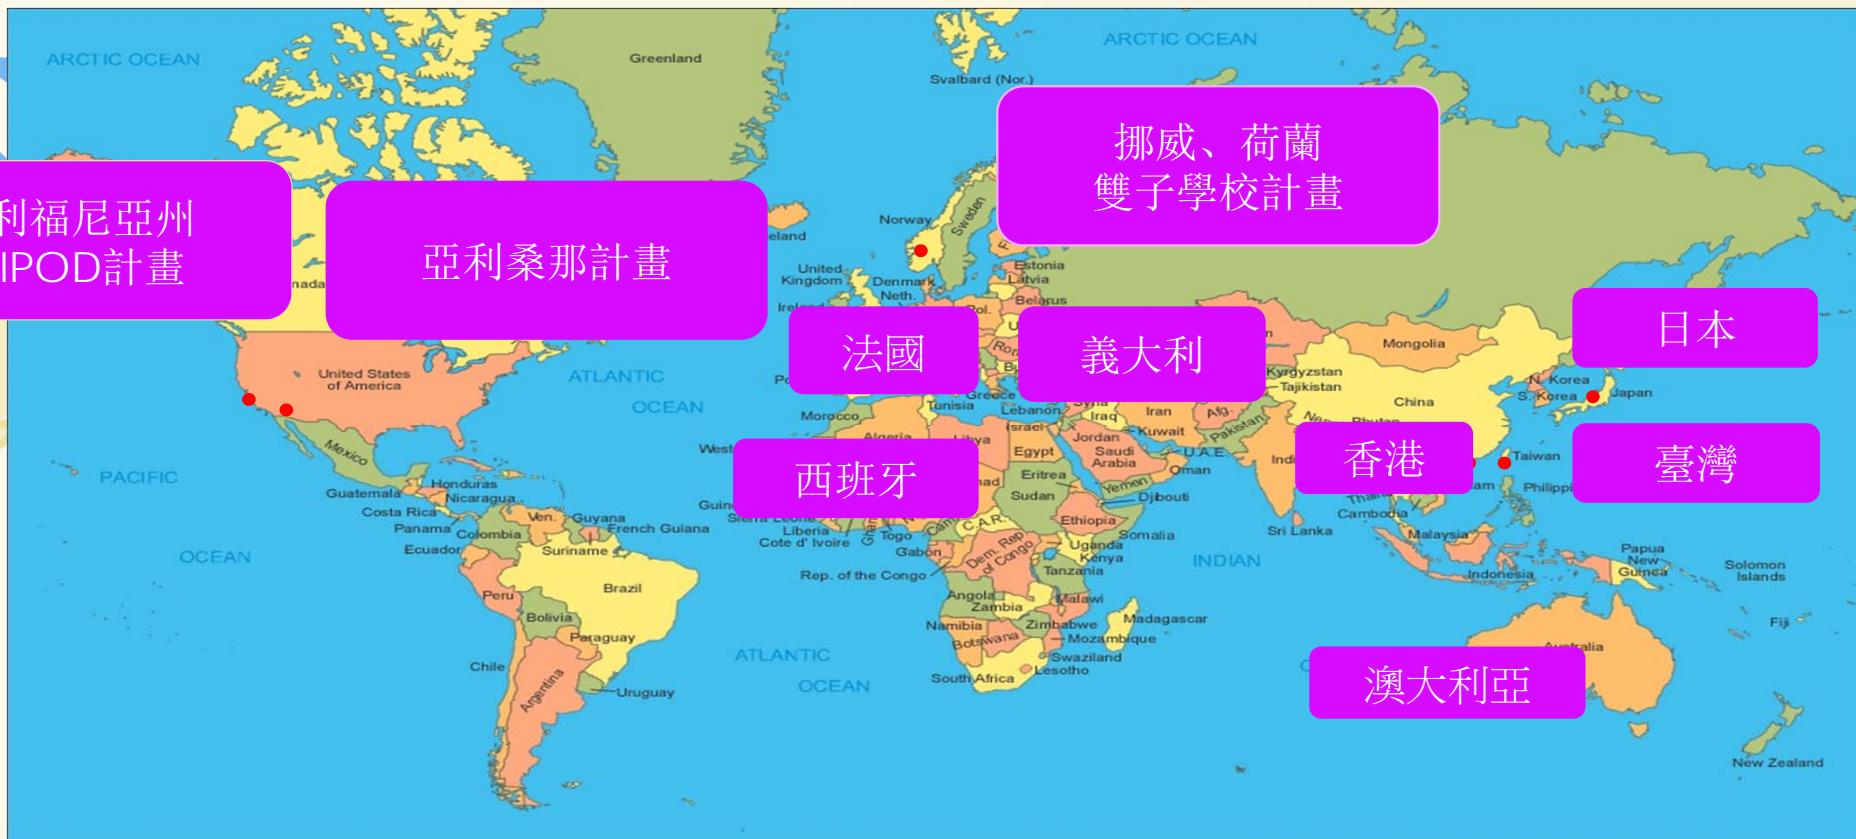 ARCTIC OCEAN
Greenland
ARCTIC OCEAN
Svalbard (Nor.)
挪威、荷蘭
雙子學校計畫
利福尼亞州
IPOD計畫
亞利桑那計畫
Norway
Sweden
eland
United
Kingdom
Denmark
Neth.
Estonia
Latvia
Belarus
Pol.
nada
法國
義大利
日本
Mongolia
Kyrgyzstan
Tajikistan
United States
of America
ATLANTIC
OCEAN
Morocco
Tunisia
Greece
Lebanon
Syria
Iraq
Israel
Iran
Afg.
Pakistan
Kuwait
China
N. Korea
S. Korea
Japan
Algeria
Libya
Egypt
Jordan
Saudi
Arabia
U.A.E.
Oman
Yemen
Bhutan
Mexico
PACIFIC
OCEAN
西班牙
香港
Taiwan
臺灣
Eritrea
Sudan
Djibouti
Ethiopia
Somalia
Guatemala
Honduras
Nicaragua
Costa Rica
Panama
Ven.
Guyana
French Guiana
Colombia
Suriname
Ecuador
Liberia
Cote d' Ivoire
Togo
C.A.R.
Gabon
Dem. Rep
of Congo
Uganda
Kenya
Rep. of the Congo
Tanzania
Sri Lanka
Cambodia
Malaysia
Indonesia
Papua
New
Guinea
Solomon
Islands
INDIAN
Peru
Brazil
Bolivia
Paraguay
Chile
Argentina
Uruguay
Angola
Zambia
Malawi
Namibia
Botswana
Zimbabwe
Mozambique
Madagascar
Swaziland
Lesotho
South Africa
ATLANTIC
OCEAN
Fiji
澳大利亞
New Zealand